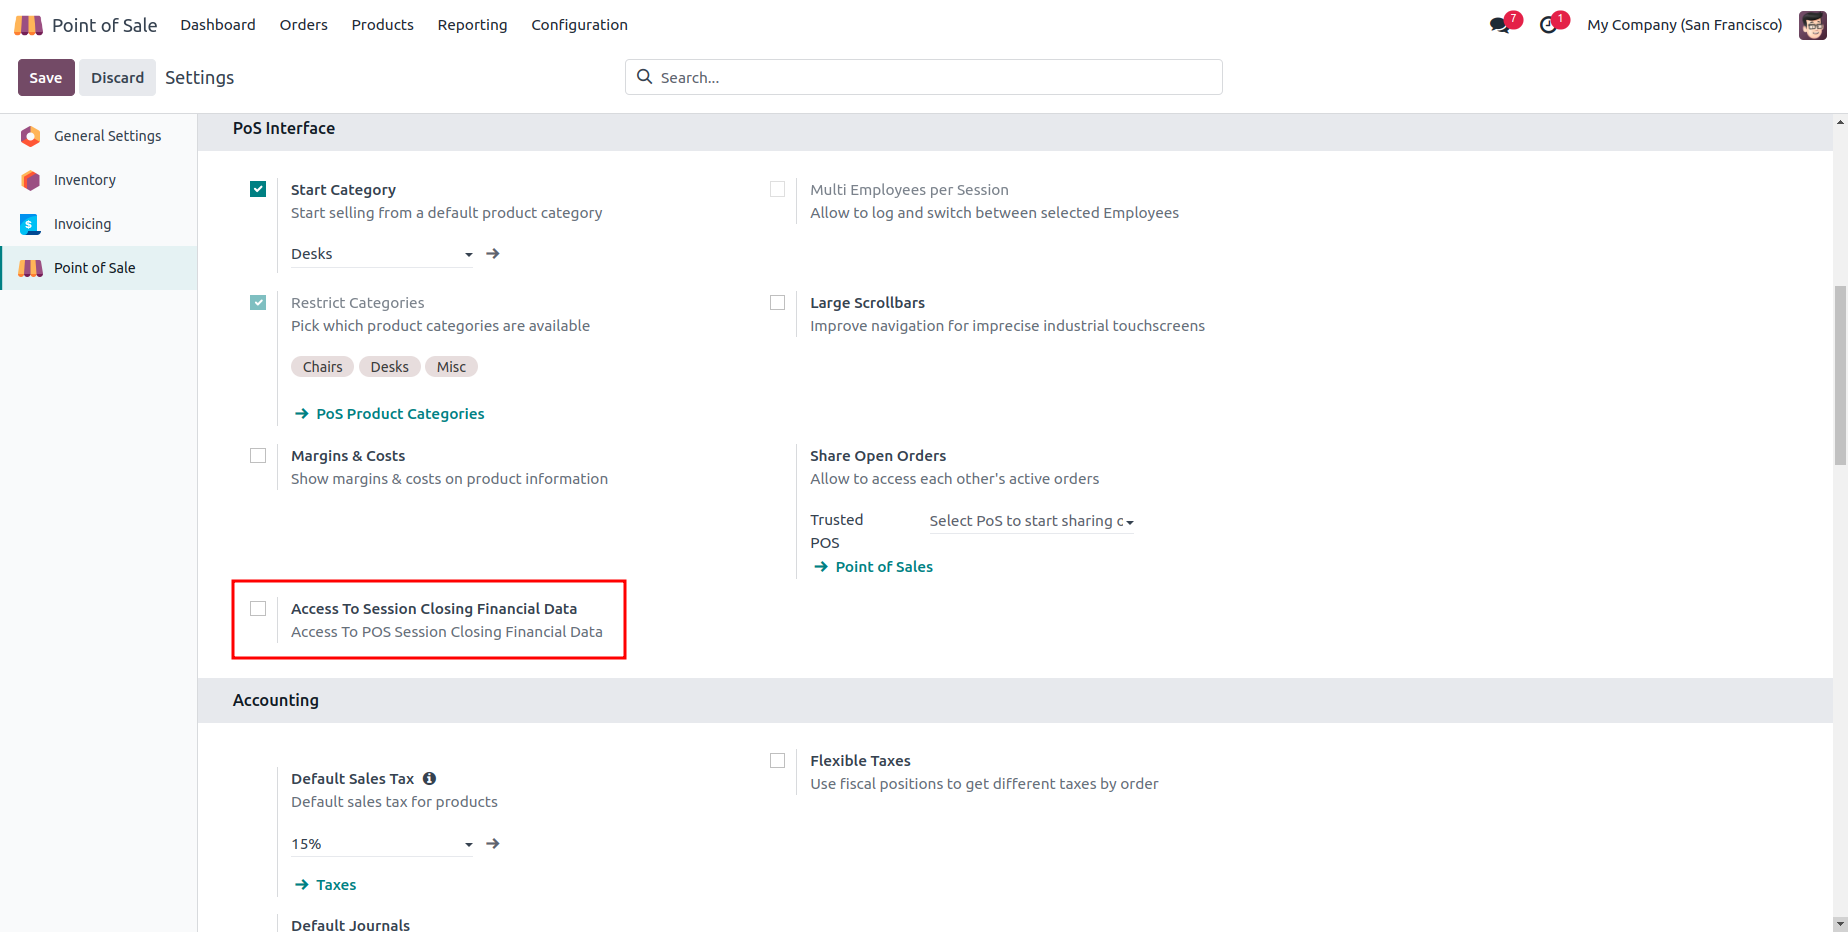 Point of Sale Dashboard Orders Products Reporting Configuration 7 1 My Company (San Francisco)
Save Discard Settings Search...
General Settings
Inventory
Invoicing
Point of Sale
PoS Interface
Start Category
Start selling from a default product category
Desks
Multi Employees per Session
Allow to log and switch between selected Employees
Restrict Categories
Pick which product categories are available
Chairs Desks Misc
PoS Product Categories
Large Scrollbars
Improve navigation for imprecise industrial touchscreens
Margins & Costs
Show margins & costs on product information
Share Open Orders
Allow to access each other's active orders
Trusted
POS
Select PoS to start sharing
Point of Sales
Access To Session Closing Financial Data
Access To POS Session Closing Financial Data
Accounting
Default Sales Tax
Default sales tax for products
15%
Taxes
Flexible Taxes
Use fiscal positions to get different taxes by order
Default Journals